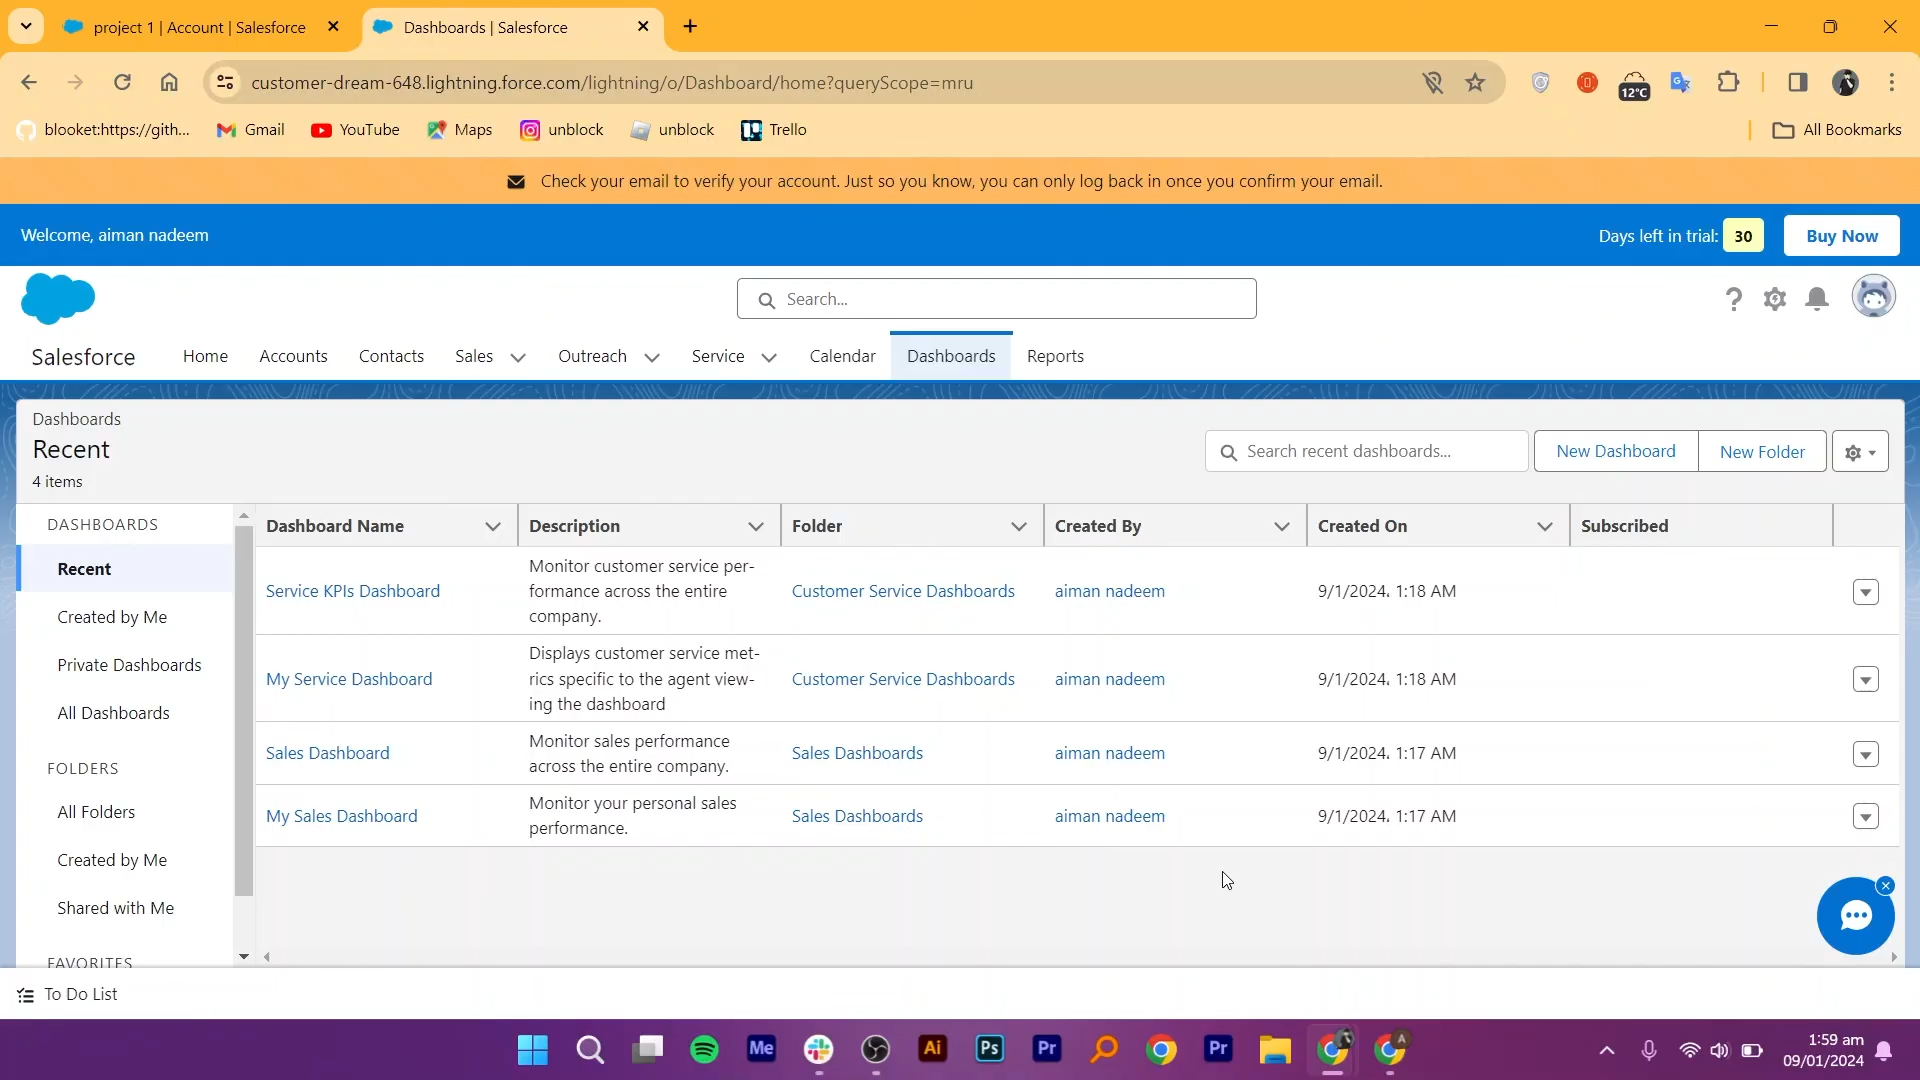 project 1 | Account | Salesforce
Dashboards | Salesforce
customer-dream-648.lightning.force.com/lightning/o/Dashboard/home?queryScope=mru
12°C
blooket:https://gith...
Gmail
YouTube
Maps
unblock
unblock
Trello
All Bookmarks
Check your email to verify your account. Just so you know, you can only log back in once you confirm your email.
Welcome, aiman nadeem
Days left in trial: 30
Buy Now
Search...
Salesforce
Home
Accounts
Contacts
Sales
Outreach
Service
Calendar
Dashboards
Reports
Dashboards
Recent
4 items
Search recent dashboards...
New Dashboard
New Folder
DASHBOARDS
Recent
Created by Me
Private Dashboards
All Dashboards
FOLDERS
All Folders
Created by Me
Shared with Me
FAVORITES
Dashboard Name
Description
Folder
Created By
Created On
Subscribed
Service KPIs Dashboard
Monitor customer service per-
formance across the entire
company.
Customer Service Dashboards
aiman nadeem
9/1/2024، 1:18 AM
My Service Dashboard
Displays customer service met-
rics specific to the agent view-
ing the dashboard
Customer Service Dashboards
aiman nadeem
9/1/2024، 1:18 AM
Sales Dashboard
Monitor sales performance
across the entire company.
Sales Dashboards
aiman nadeem
9/1/2024، 1:17 AM
My Sales Dashboard
Monitor your personal sales
performance.
Sales Dashboards
aiman nadeem
9/1/2024، 1:17 AM
To Do List
Me
Ai
Ps
Pr
Pr
A
1:59 am
09/01/2024